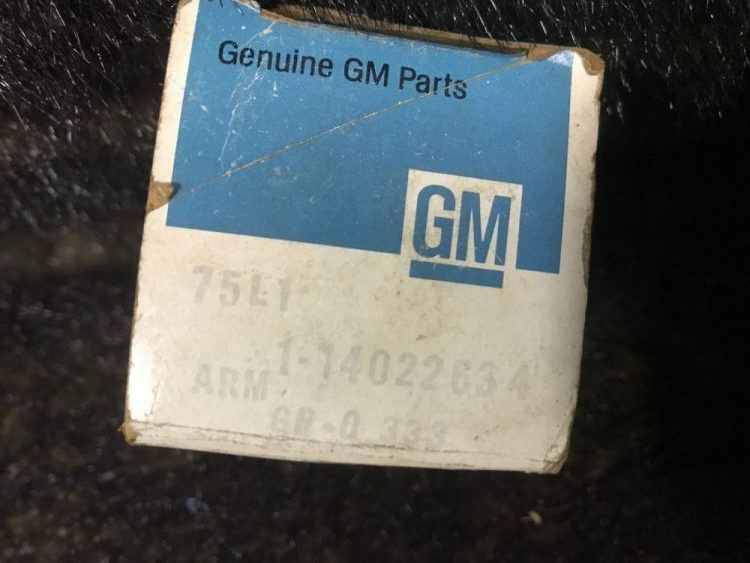 Genuine GM Parts
GM
75L1
1-14022634
ARM
GR-0 333